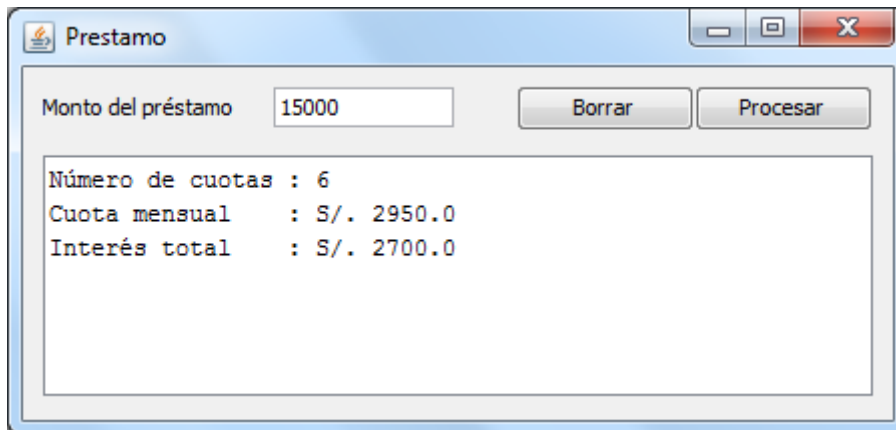 Prestamo
Monto del préstamo 15000 Borrar Procesar
Número de cuotas : 6
Cuota mensual    : S/. 2950.0
Interés total    : S/. 2700.0